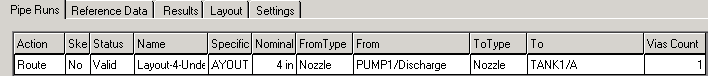 Pipe Runs Reference Data Results Layout Settings
Action Ske Status Name Specific Nominal FromType From ToType To Vias Count
Route No Valid Layout-4-Unde AYOUT 4 in Nozzle PUMP1/Discharge Nozzle TANK1/A 1